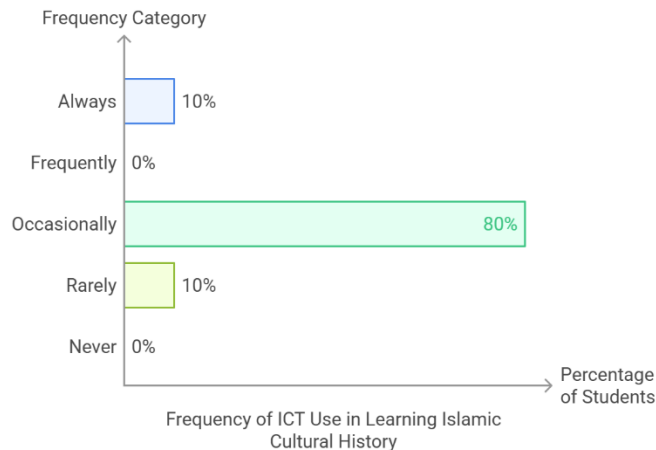 Frequency Category
Always
10%
Frequently
0%
Occasionally
80%
Rarely
10%
Never
0%
Percentage
of Students
Frequency of ICT Use in Learning Islamic
Cultural History